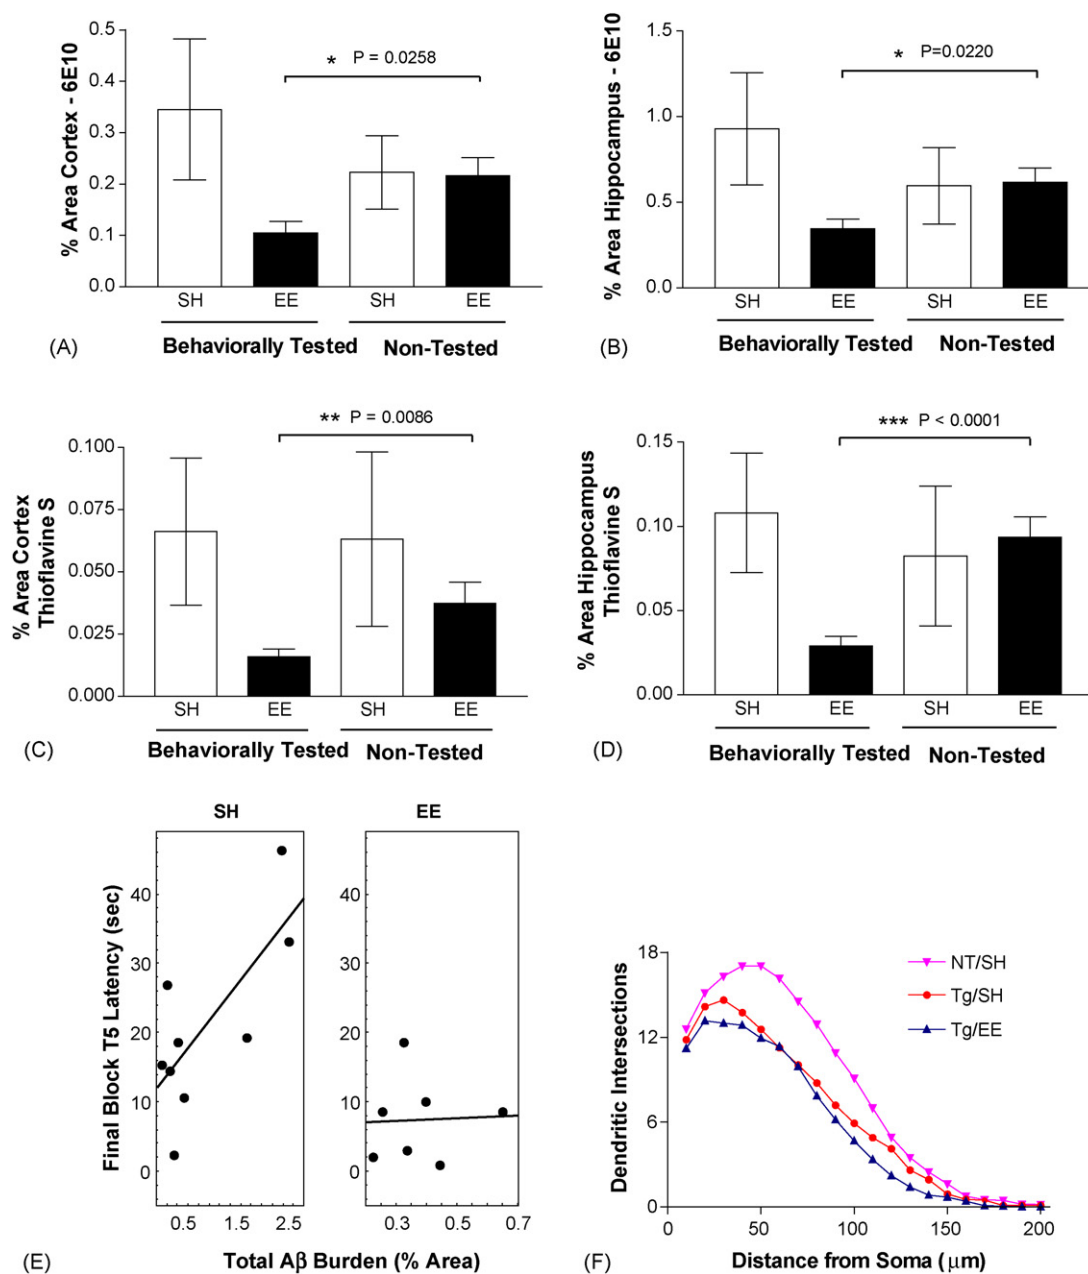 % Area Cortex - 6E10
0.5
0.4
0.3
0.2
0.1
0.0
* P = 0.0258
SH
EE
SH
EE
Behaviorally Tested
Non-Tested
(A)
% Area Hippocampus - 6E10
1.5
1.0
0.5
0.0
* P=0.0220
SH
EE
SH
EE
Behaviorally Tested
Non-Tested
(B)
% Area Cortex
Thioflavine S
0.100
0.075
0.050
0.025
0.000
** P = 0.0086
SH
EE
SH
EE
Behaviorally Tested
Non-Tested
(C)
% Area Hippocampus
Thioflavine S
0.15
0.10
0.05
0.00
*** P < 0.0001
SH
EE
SH
EE
Behaviorally Tested
Non-Tested
(D)
SH
EE
Final Block T5 Latency (sec)
40
30
20
10
0
40
30
20
10
0
0.5
1.5
2.5
0.3
0.5
0.7
Total Aβ Burden (% Area)
(E)
Dendritic Intersections
18
12
6
0
NT/SH
Tg/SH
Tg/EE
0
50
100
150
200
Distance from Soma (μm)
(F)